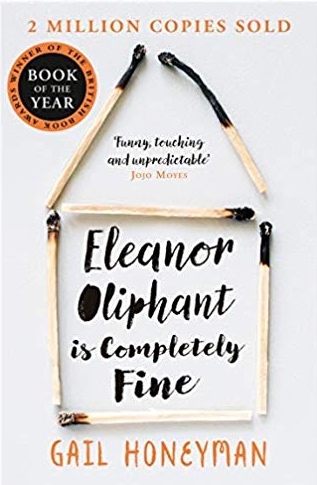 2 MILLION COPIES SOLD
WINNER OF THE BRITISH BOOK AWARDS
BOOK
OF THE
YEAR
'Funny, touching
and unpredictable'
JOJO MOYES
Eleanor
Oliphant
is Completely
Fine
GAIL HONEYMAN